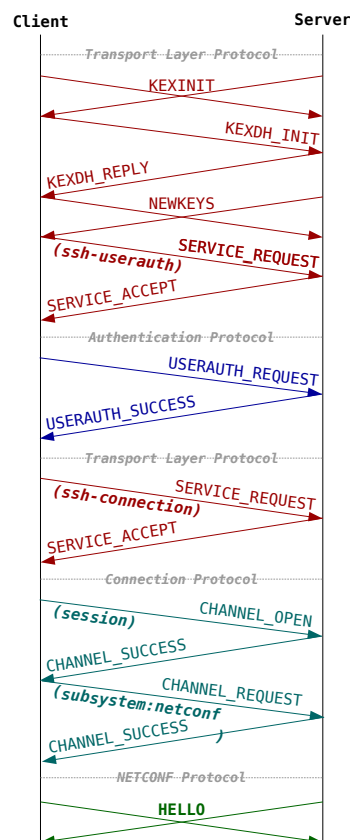 Client
Server
Transport Layer Protocol
KEXINIT
KEXDH_INIT
KEXDH_REPLY
NEWKEYS
SERVICE_REQUEST
(ssh-userauth)
SERVICE_ACCEPT
Authentication Protocol
USERAUTH_REQUEST
USERAUTH_SUCCESS
Transport Layer Protocol
SERVICE_REQUEST
(ssh-connection)
SERVICE_ACCEPT
Connection Protocol
CHANNEL_OPEN
(session)
CHANNEL_SUCCESS
CHANNEL_REQUEST
(subsystem:netconf
)
CHANNEL_SUCCESS
NETCONF Protocol
HELLO